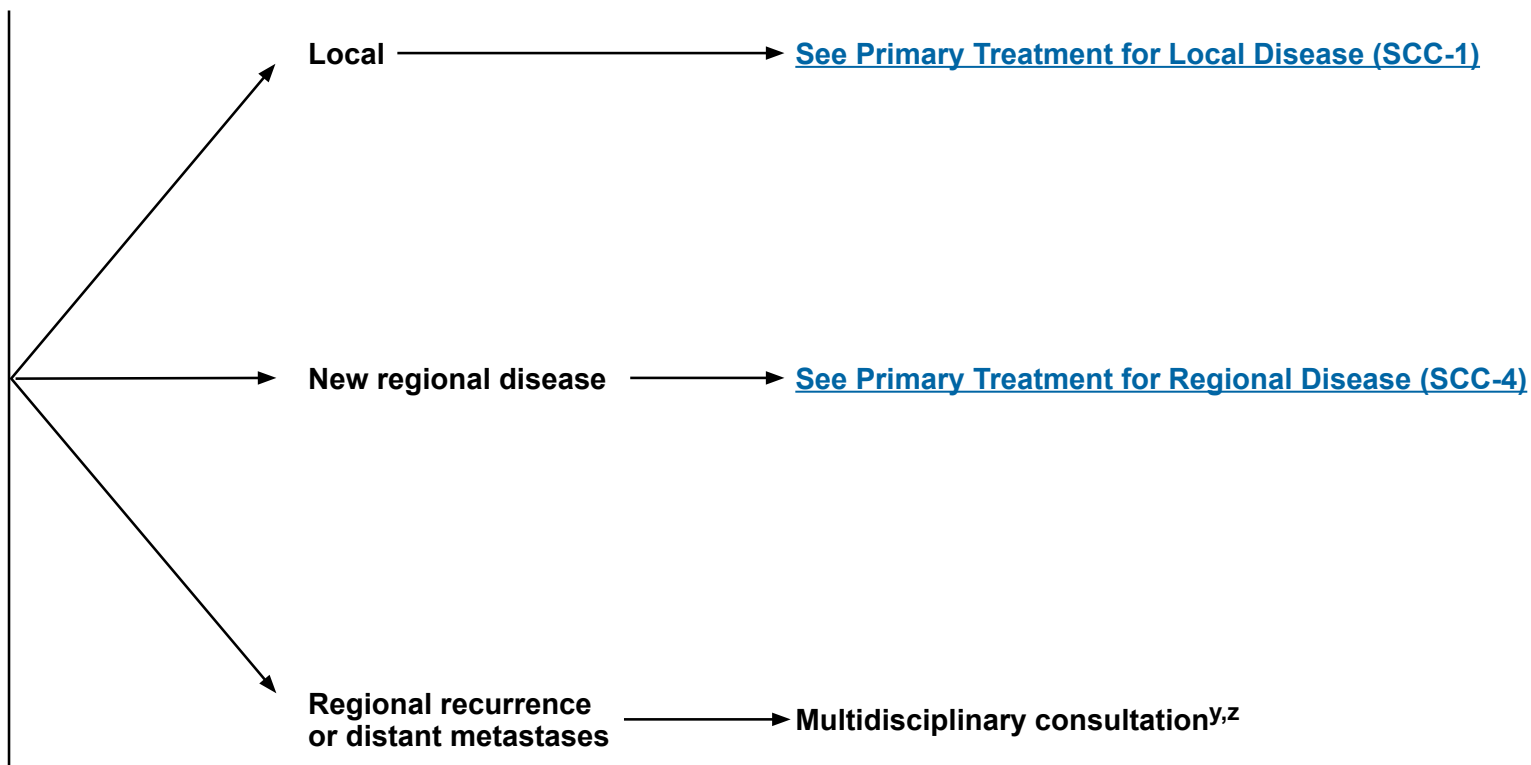 Local
See Primary Treatment for Local Disease (SCC-1)
New regional disease
See Primary Treatment for Regional Disease (SCC-4)
Regional recurrence
or distant metastases
Multidisciplinary consultationy,z